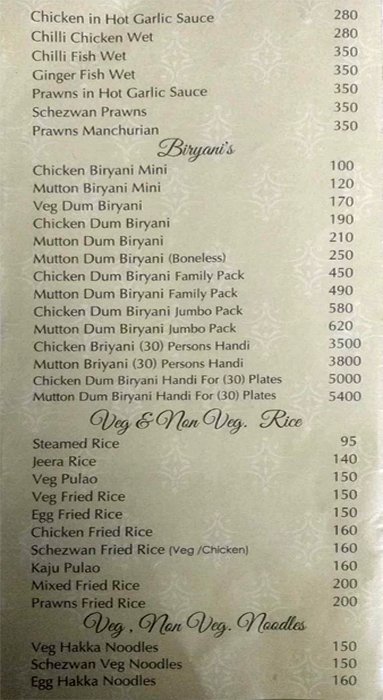 Chicken in Hot Garlic Sauce 280
Chilli Chicken Wet 280
Chilli Fish Wet 350
Ginger Fish Wet 350
Prawns in Hot Garlic Sauce 350
Schezwan Prawns 350
Prawns Manchurian 350
Biryani's
Chicken Biryani Mini 100
Mutton Biryani Mini 120
Veg Dum Biryani 170
Chicken Dum Biryani 190
Mutton Dum Biryani 210
Mutton Dum Biryani (Boneless) 250
Chicken Dum Biryani Family Pack 450
Mutton Dum Biryani Family Pack 490
Chicken Dum Biryani Jumbo Pack 580
Mutton Dum Biryani Jumbo Pack 620
Chicken Briyani (30) Persons Handi 3500
Mutton Briyani (30) Persons Handi 3800
Chicken Dum Biryani Handi For (30) Plates 5000
Mutton Dum Biryani Handi For (30) Plates 5400
Veg & Non Veg. Rice
Steamed Rice 95
Jeera Rice 140
Veg Pulao 150
Veg Fried Rice 150
Egg Fried Rice 150
Chicken Fried Rice 160
Schezwan Fried Rice (Veg /Chicken) 160
Kaju Pulao 160
Mixed Fried Rice 200
Prawns Fried Rice 200
Veg , Non Veg. Noodles
Veg Hakka Noodles 150
Schezwan Veg Noodles 150
Egg Hakka Noodles 160